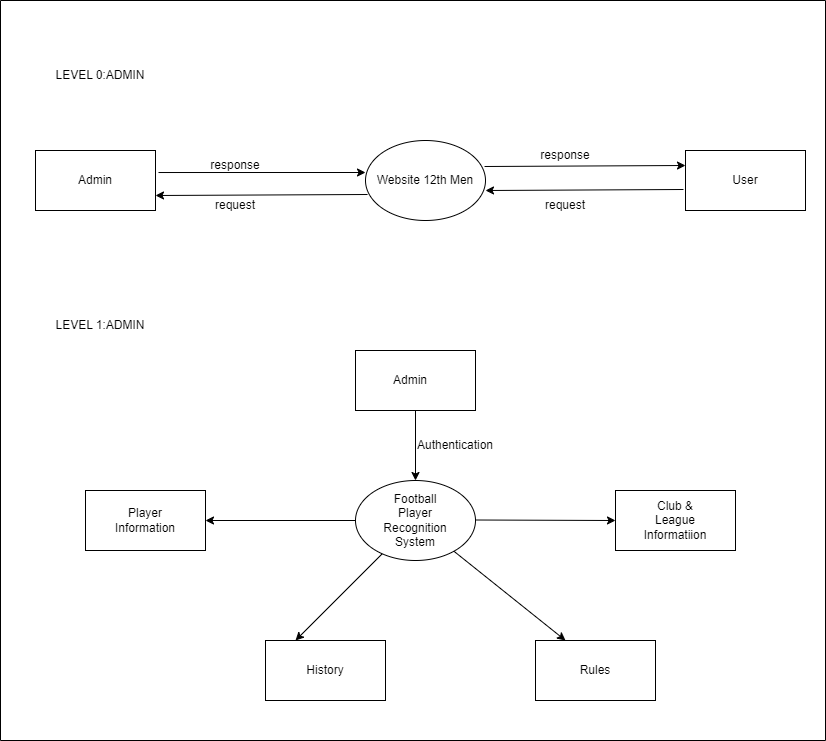 LEVEL 0:ADMIN
Admin
response
request
Website 12th Men
response
request
User
LEVEL 1:ADMIN
Admin
Authentication
Football
Player
Recognition
System
Player
Information
Club &
League
Informatiion
History
Rules